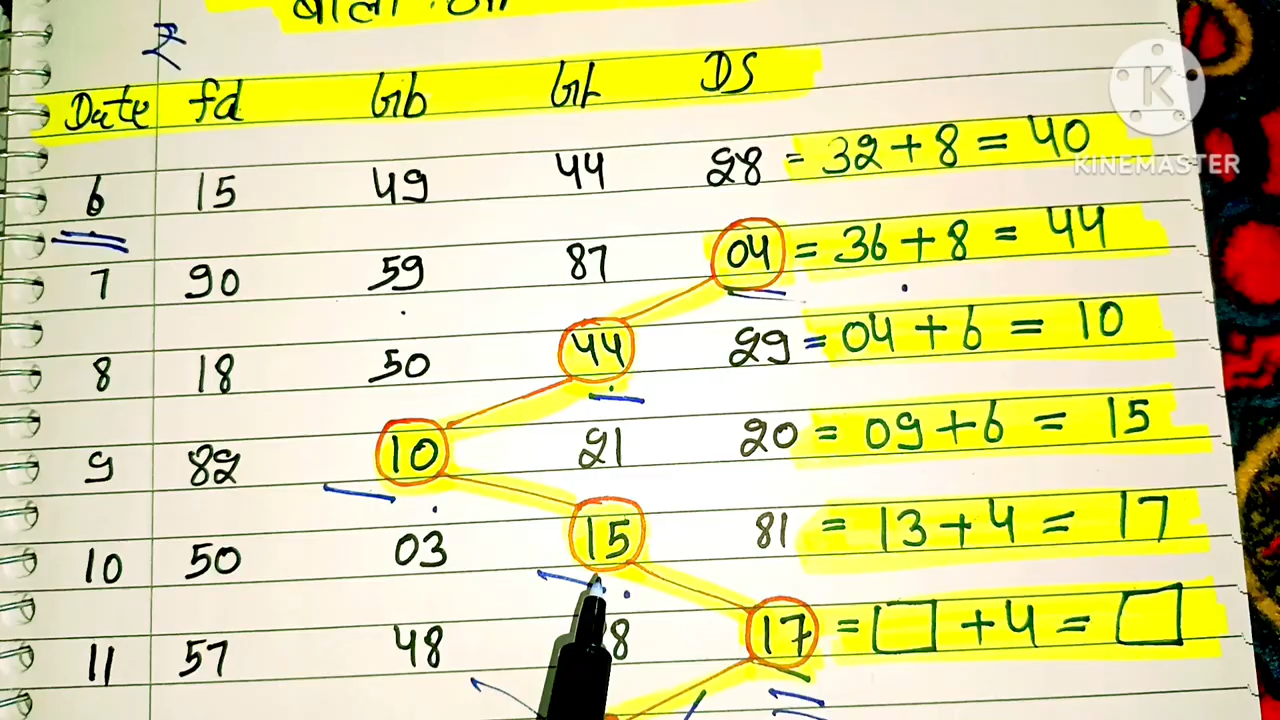 ₹
Date fd Gb GL DS
6 15 49 44 28 = 32 + 8 = 40
7 90 59 87 04 = 36 + 8 = 44
8 18 50 44 29 = 04 + 6 = 10
9 82 10 21 20 = 09 + 6 = 15
10 50 03 15 81 = 13 + 4 = 17
11 57 48 8 17 = □ + 4 = □
K
KINEMASTER